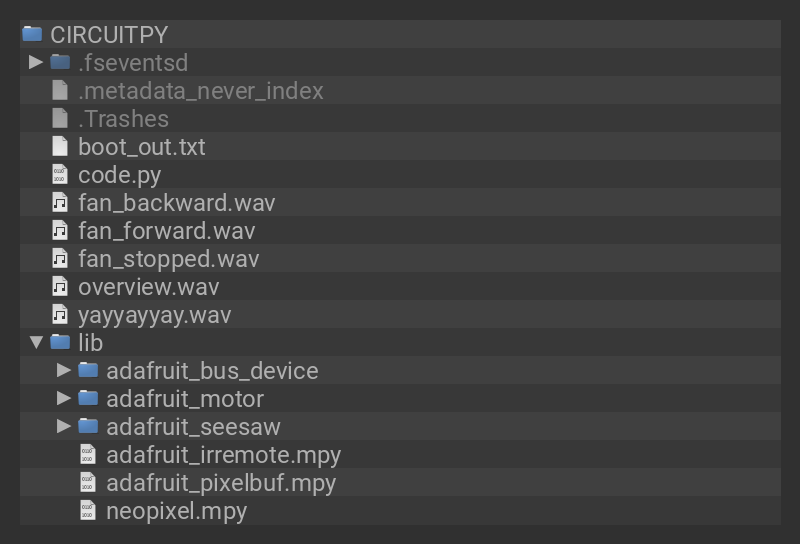 CIRCUITPY
.fseventsd
.metadata_never_index
.Trashes
boot_out.txt
code.py
fan_backward.wav
fan_forward.wav
fan_stopped.wav
overview.wav
yayyayyay.wav
lib
adafruit_bus_device
adafruit_motor
adafruit_seesaw
adafruit_irremote.mpy
adafruit_pixelbuf.mpy
neopixel.mpy